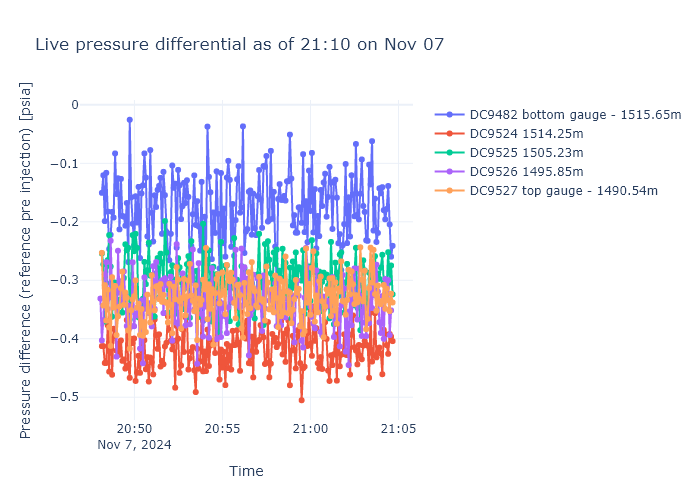 Live pressure differential as of 21:10 on Nov 07
Pressure difference (reference pre injection) [psia]
0
−0.1
−0.2
−0.3
−0.4
−0.5
20:50
20:55
21:00
21:05
Nov 7, 2024
Time
DC9482 bottom gauge - 1515.65m
DC9524 1514.25m
DC9525 1505.23m
DC9526 1495.85m
DC9527 top gauge - 1490.54m